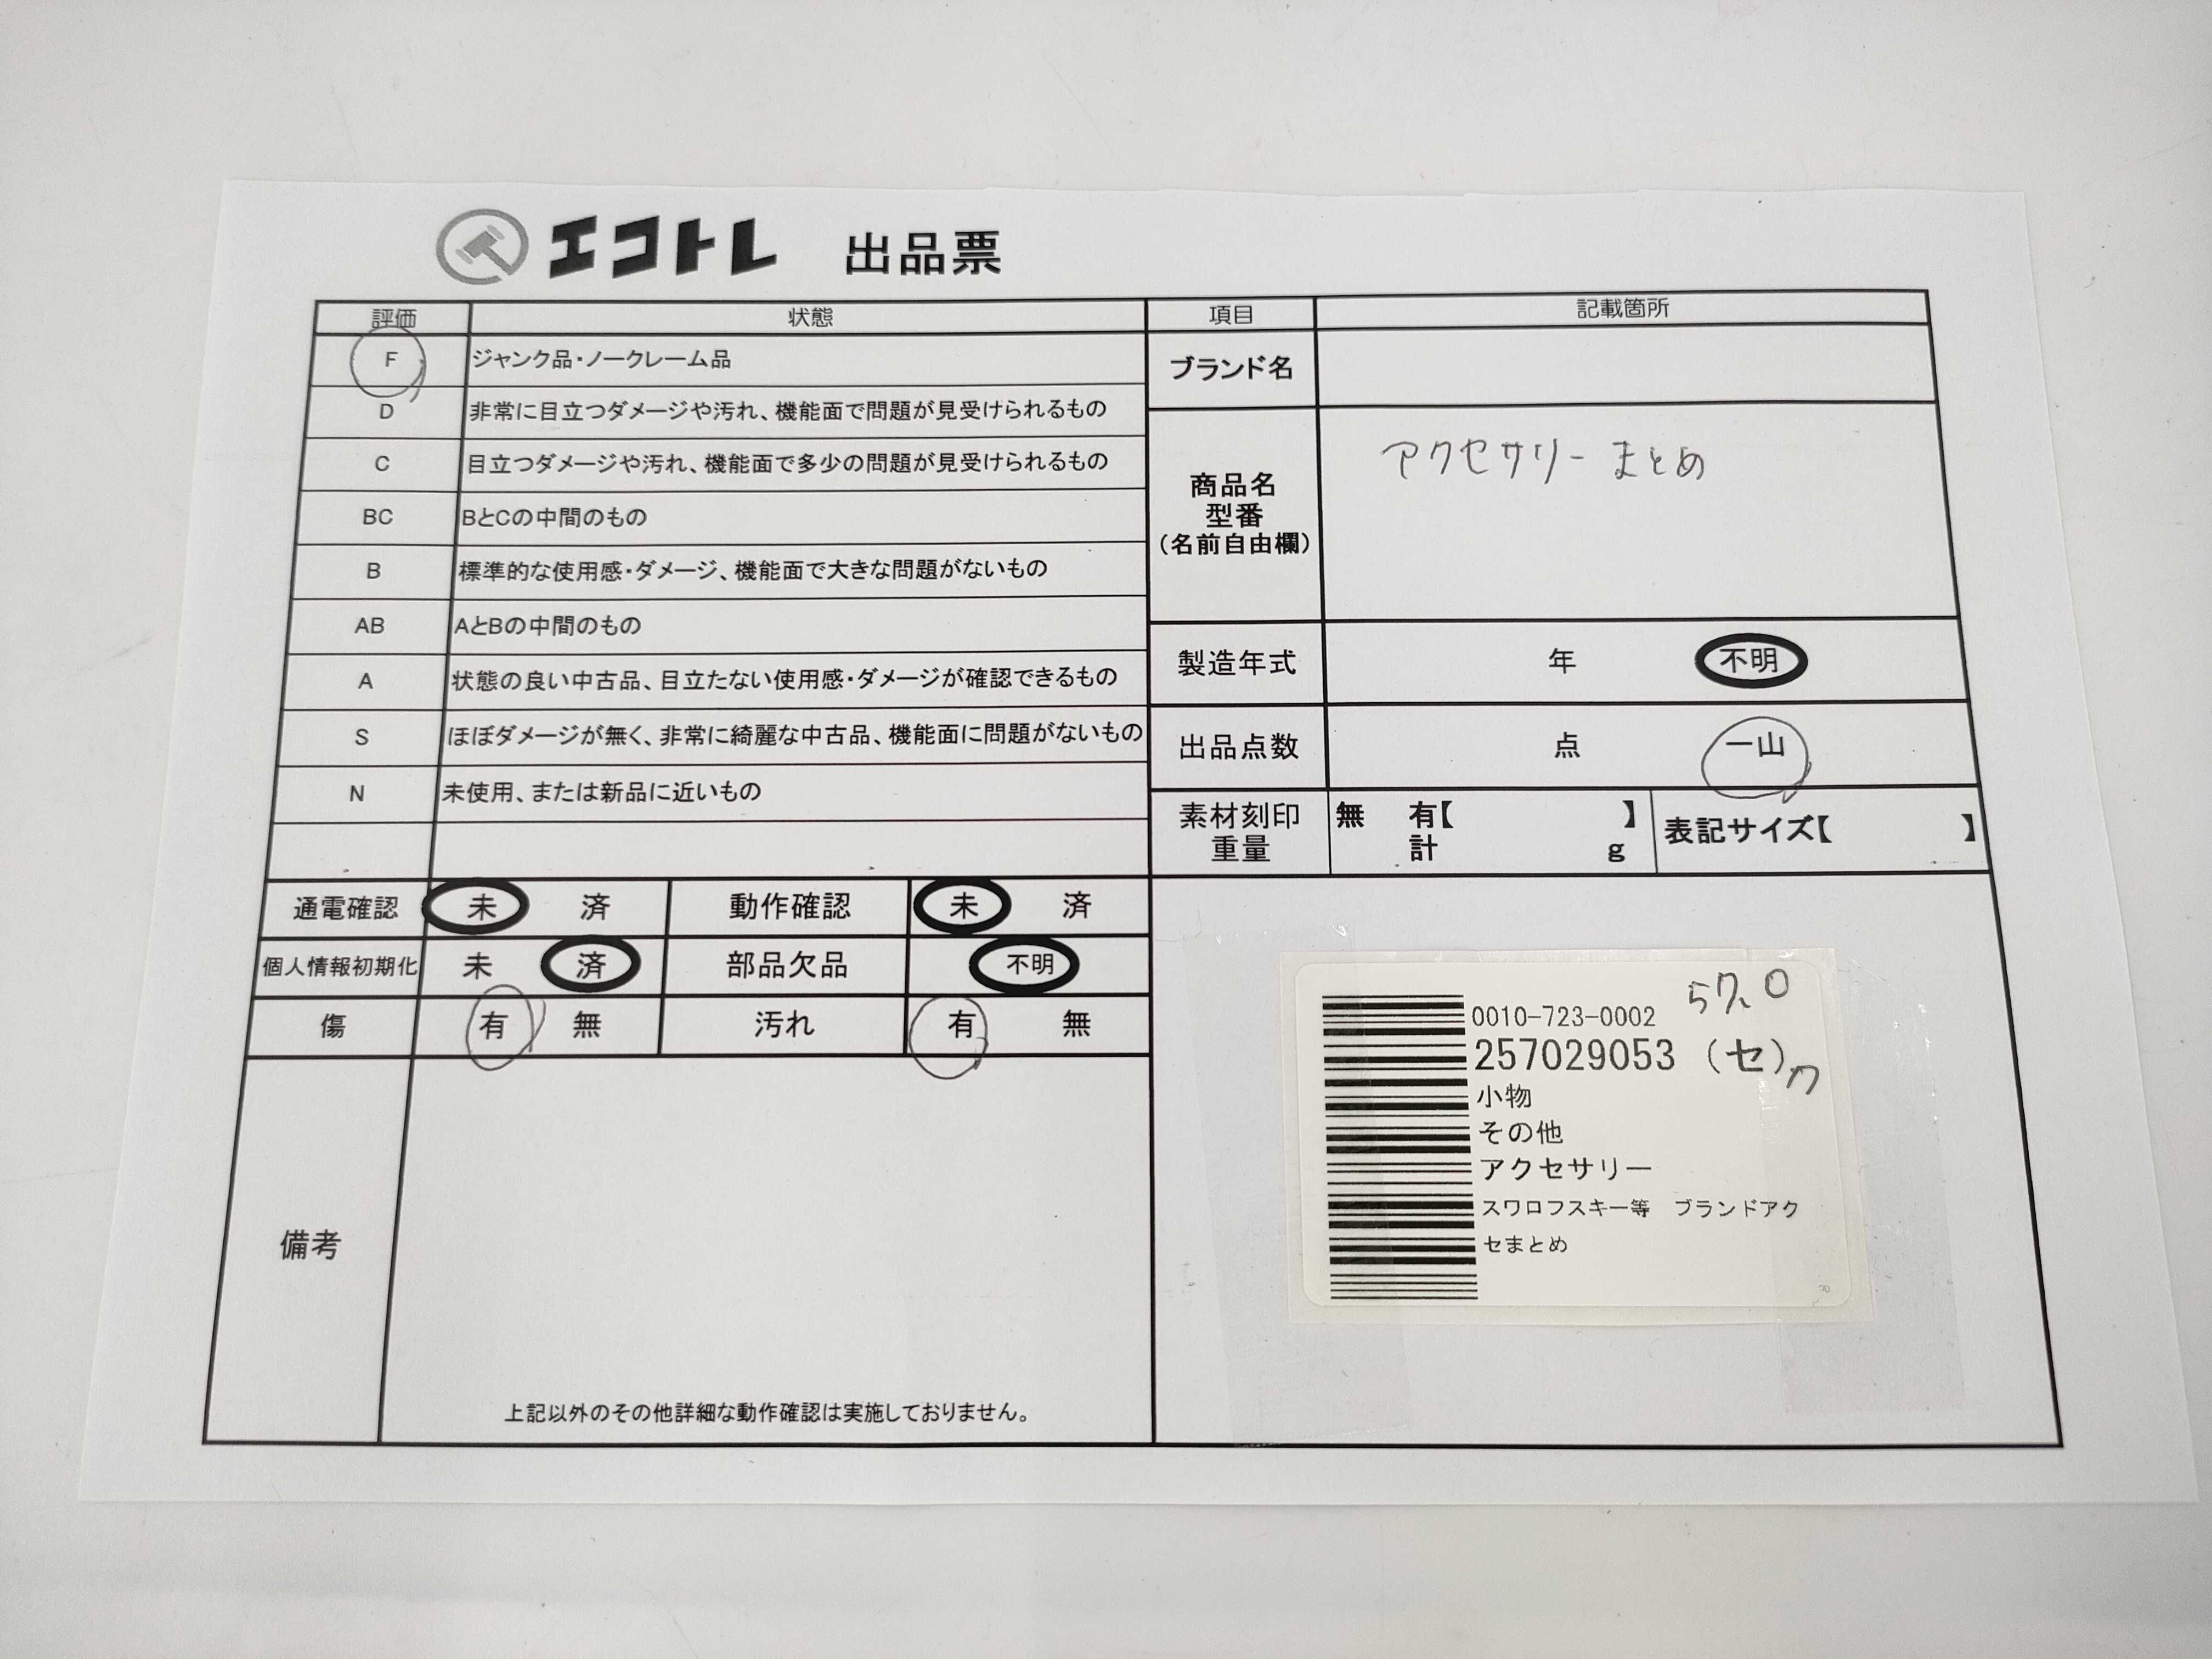 エコトレ 出品票
評価 状態
F ジャンク品・ノークレーム品
D 非常に目立つダメージや汚れ、機能面で問題が見受けられるもの
C 目立つダメージや汚れ、機能面で多少の問題が見受けられるもの
BC BとCの中間のもの
B 標準的な使用感・ダメージ、機能面で大きな問題がないもの
AB AとBの中間のもの
A 状態の良い中古品、目立たない使用感・ダメージが確認できるもの
S ほぼダメージが無く、非常に綺麗な中古品、機能面に問題がないもの
N 未使用、または新品に近いもの
通電確認 未 済 動作確認 未 済
個人情報初期化 未 済 部品欠品 不明
傷 有 無 汚れ 有 無
備考
上記以外のその他詳細な動作確認は実施しておりません。
項目 記載箇所
ブランド名
商品名
型番
(名前自由欄)
アクセサリーまとめ
製造年式 年 不明
出品点数 点 一山
素材刻印 無 有【 】
重量 計 g
表記サイズ【 】
0010-723-0002
257029053 (セ)
小物
その他
アクセサリー
スワロフスキー等 ブランドアク
セまとめ